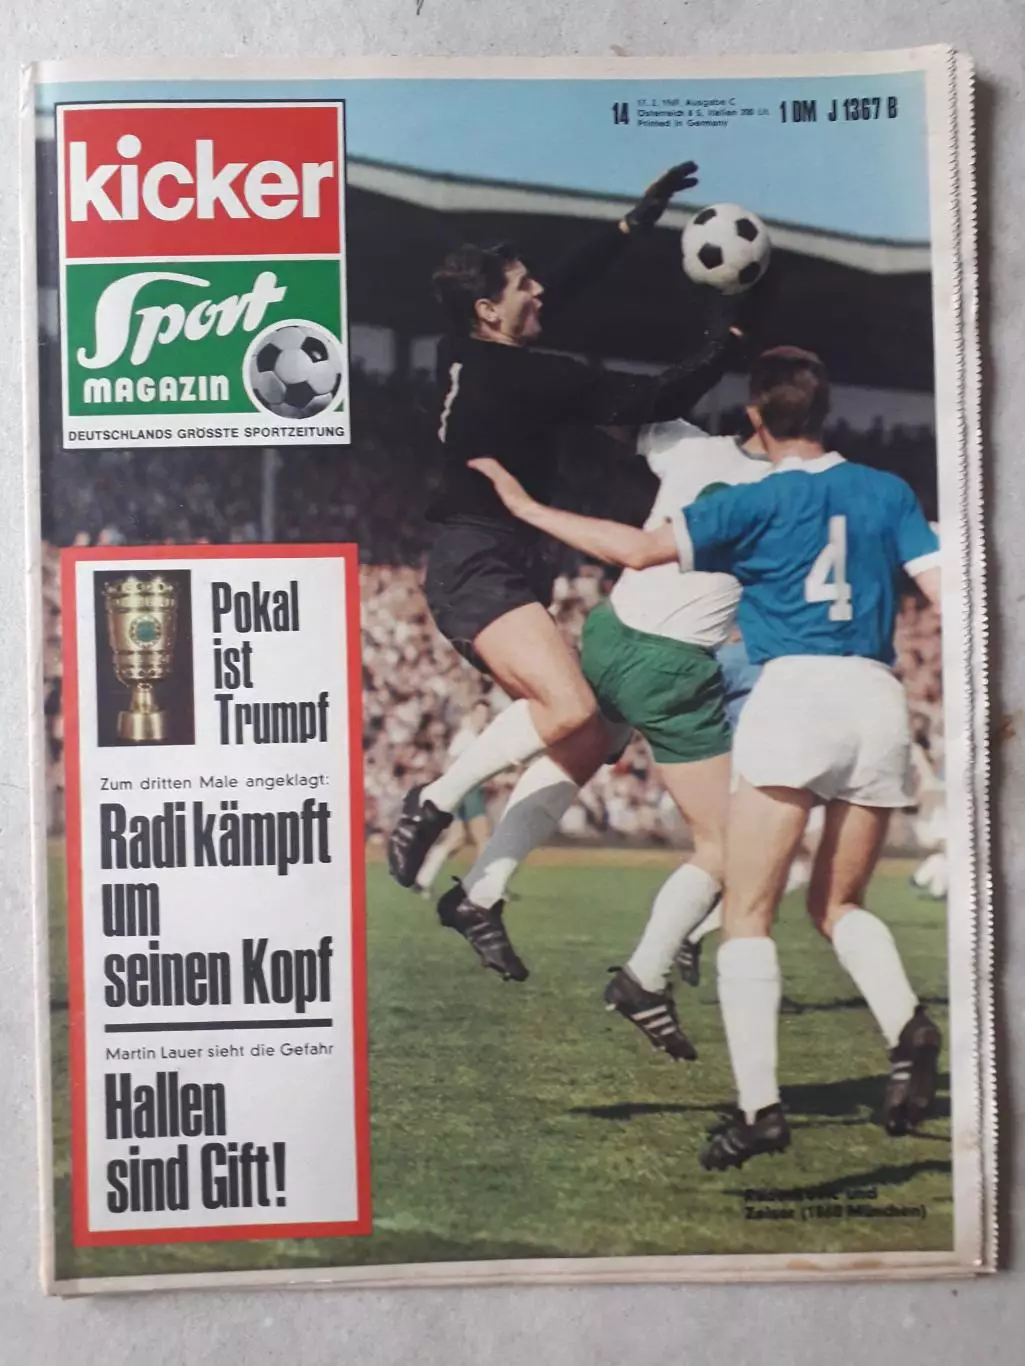 kicker
Sport
MAGAZIN
DEUTSCHLANDS GRÖSSTE SPORTZEITUNG
14
17. 2. 1969, Ausgabe C
Österreich 8 S, Italien 200 Lit.
Printed in Germany
1 DM J 1367 B
Pokal
ist
Trumpf
Zum dritten Male angeklagt:
Radi kämpft
um
seinen Kopf
Martin Lauer sieht die Gefahr
Hallen
sind Gift!
4
Radenkovic und
Zeiser (1860 München)